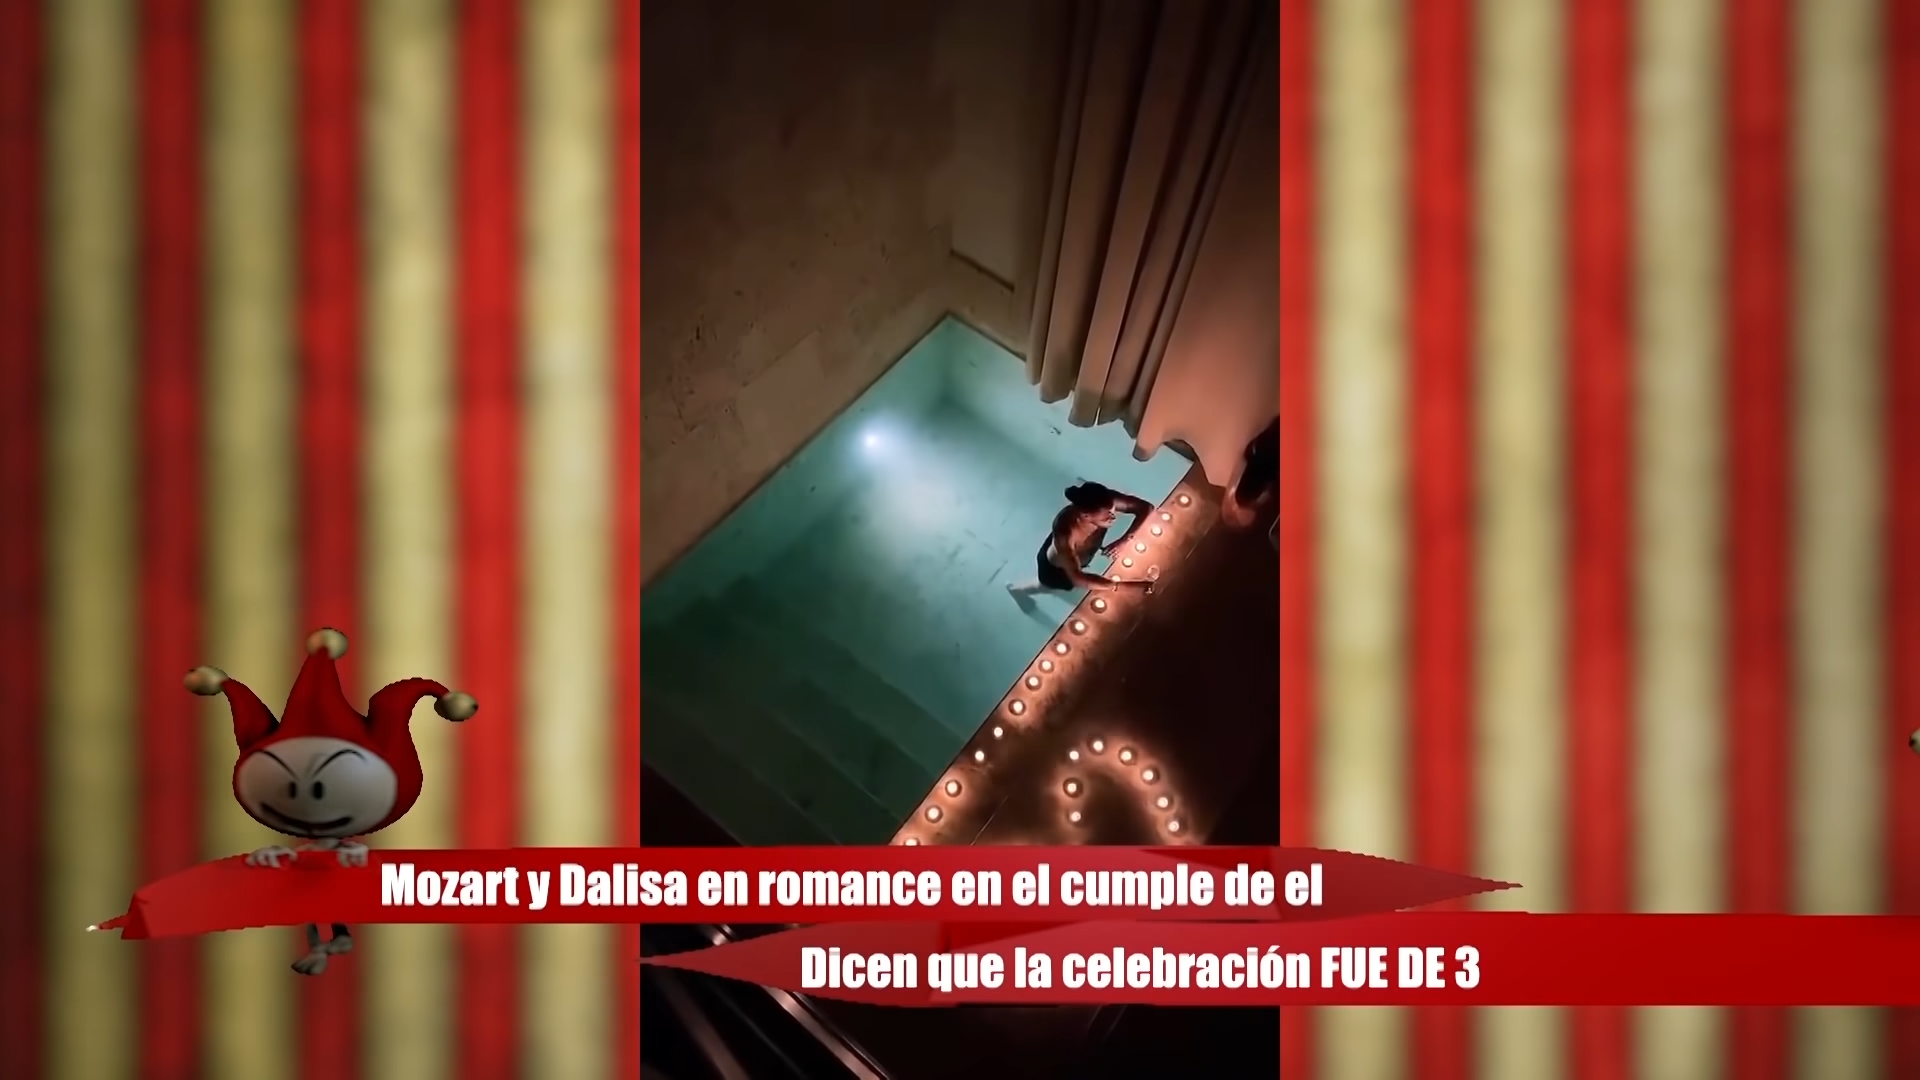 Mozart y Dalisa en romance en el cumple de el
Dicen que la celebración FUE DE 3